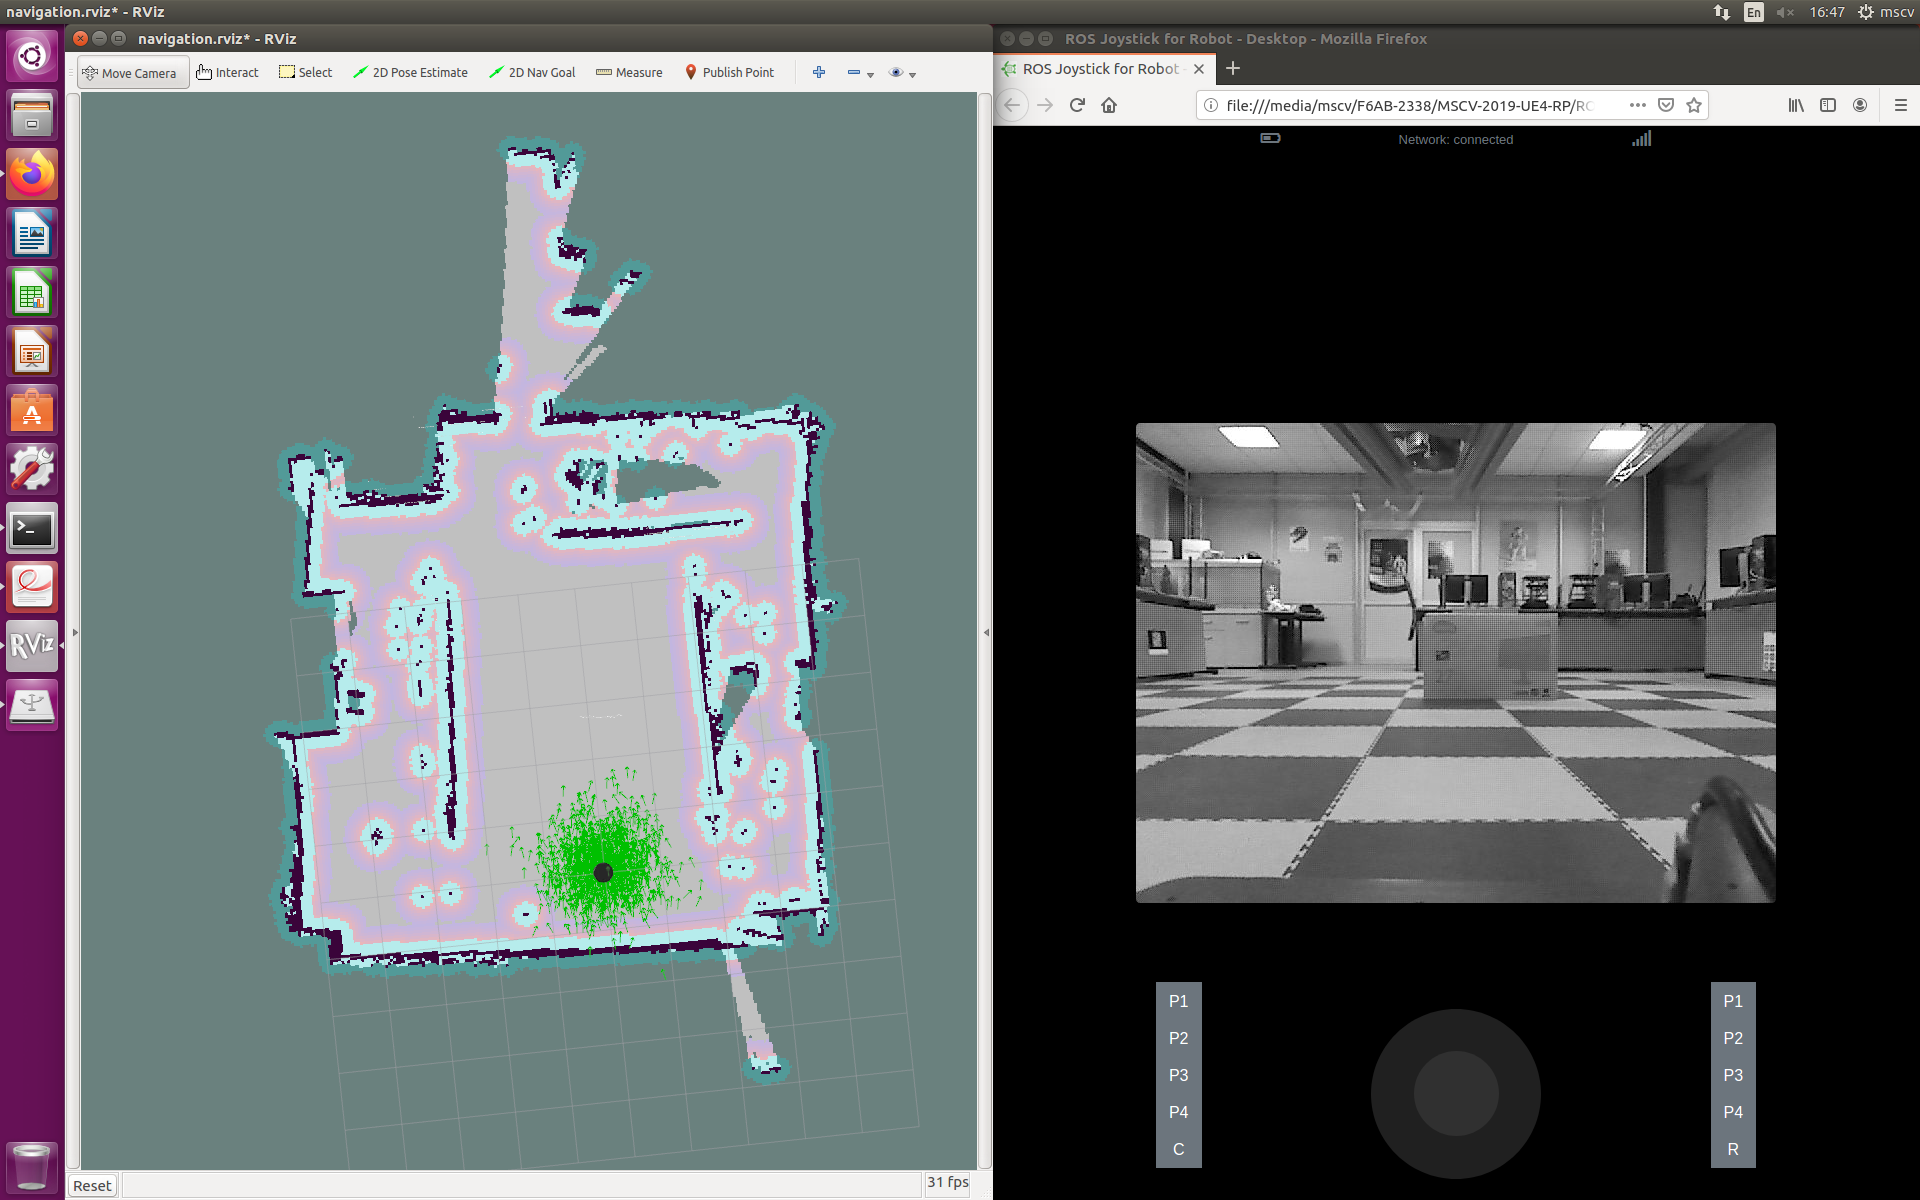 navigation.rviz* - RViz
En
16:47
mscv
navigation.rviz* - RViz
Move Camera
Interact
Select
2D Pose Estimate
2D Nav Goal
Measure
Publish Point
RViz
Reset
31 fps
ROS Joystick for Robot - Desktop - Mozilla Firefox
ROS Joystick for Robot
file:///media/mscv/F6AB-2338/MSCV-2019-UE4-RP/RO
Network: connected
P1
P2
P3
P4
C
P1
P2
P3
P4
R